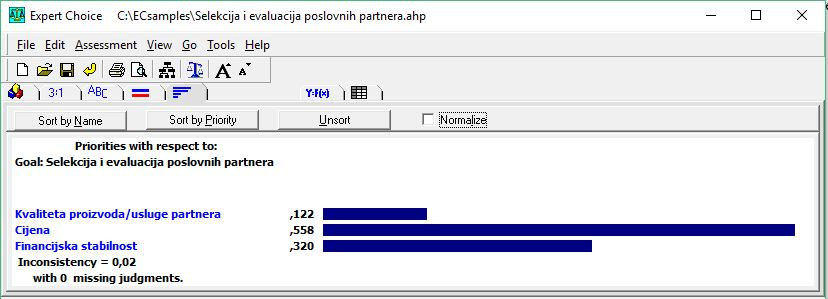 Expert Choice C:\ECsamples\Selekcija i evaluacija poslovnih partnera.ahp
File Edit Assessment View Go Tools Help
A A
3:1 ABC Y:F(x)
Sort by Name Sort by Priority Unsort Normalize
Priorities with respect to:
Goal: Selekcija i evaluacija poslovnih partnera
Kvaliteta proizvoda/usluge partnera ,122
Cijena ,558
Financijska stabilnost ,320
Inconsistency = 0,02
with 0 missing judgments.